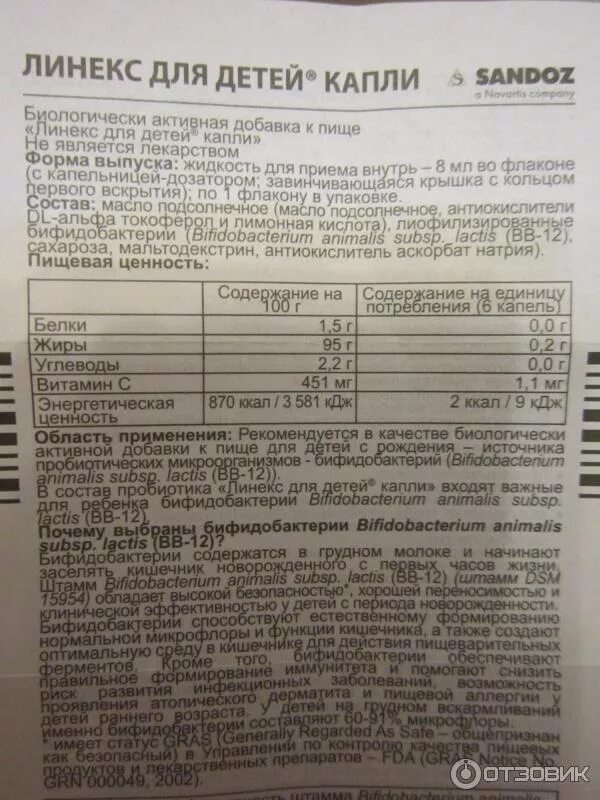 ЛИНЕКС ДЛЯ ДЕТЕЙ® КАПЛИ
SANDOZ
a Novartis company
Биологически активная добавка к пище
«Линекс для детей® капли»
Не является лекарством
Форма выпуска: жидкость для приема внутрь – 8 мл во флаконе
(с капельницей-дозатором; завинчивающаяся крышка с кольцом
первого вскрытия); по 1 флакону в упаковке.
Состав: масло подсолнечное (масло подсолнечное, антиокислители
DL-альфа токоферол и лимонная кислота), лиофилизированные
бифидобактерии (Bifidobacterium animalis subsp. lactis (BB-12),
сахароза, мальтодекстрин, антиокислитель аскорбат натрия).
Пищевая ценность:
Содержание на 100 г
Содержание на единицу потребления (6 капель)
Белки 1,5 г 0,0 г
Жиры 95 г 0,2 г
Углеводы 2,2 г 0,0 г
Витамин С 451 мг 1,1 мг
Энергетическая ценность 870 ккал / 3 581 кДж 2 ккал / 9 кДж
Область применения: Рекомендуется в качестве биологически
активной добавки к пище для детей с рождения – источника
пробиотических микроорганизмов - бифидобактерий (Bifidobacterium
animalis subsp. lactis (BB-12)).
В состав пробиотика «Линекс для детей® капли» входят важные
для ребенка бифидобактерии Bifidobacterium animalis subsp.
lactis (BB-12).
Почему выбраны бифидобактерии Bifidobacterium animalis
subsp. lactis (BB-12)?
Бифидобактерии содержатся в грудном молоке и начинают
заселять кишечник новорожденного с первых часов жизни.
Штамм Bifidobacterium animalis subsp. lactis (BB-12) (штамм DSM
15954) обладает высокой безопасностью*, хорошей переносимостью и
клинической эффективностью у детей с периода новорожденности.
Бифидобактерии способствуют естественному формированию
нормальной микрофлоры и функции кишечника, а также создают
оптимальную среду в кишечнике для действия пищеварительных
ферментов. Кроме того, бифидобактерии обеспечивают
правильное формирование иммунитета и помогают снизить
риск развития инфекционных заболеваний, возможность
проявления атопического дерматита и пищевой аллергии у
детей раннего возраста. У детей на грудном вскармливании
именно бифидобактерии составляют 60-91% микрофлоры.
* имеет статус GRAS (Generally Regarded As Safe – общепризнан
как безопасный) в Управлении по контролю качества пищевых
продуктов и лекарственных препаратов – FDA (GRAS Notice No.
GRN 000049, 2002).
штамма Bifidobacterium
ОТЗОВИК